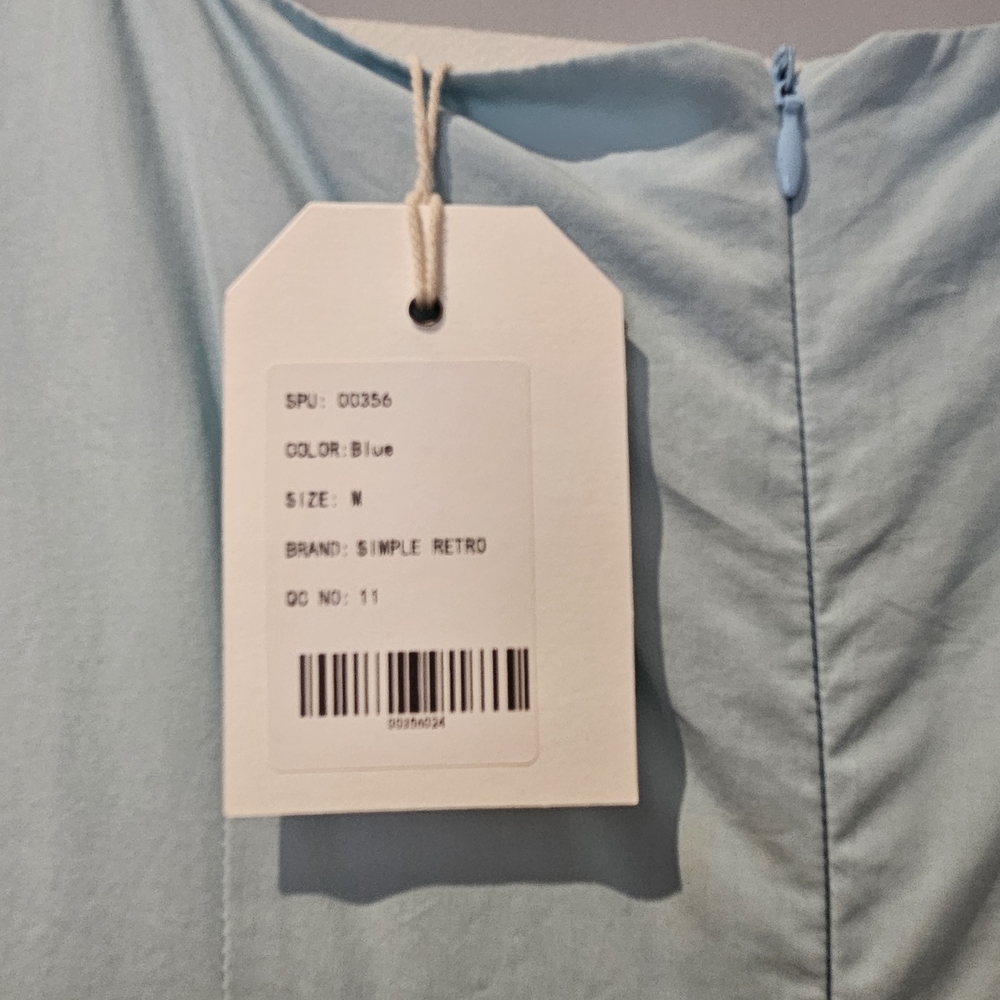 SPU: 00356
COLOR:Blue
SIZE: M
BRAND: SIMPLE RETRO
QC NO: 11
00356024